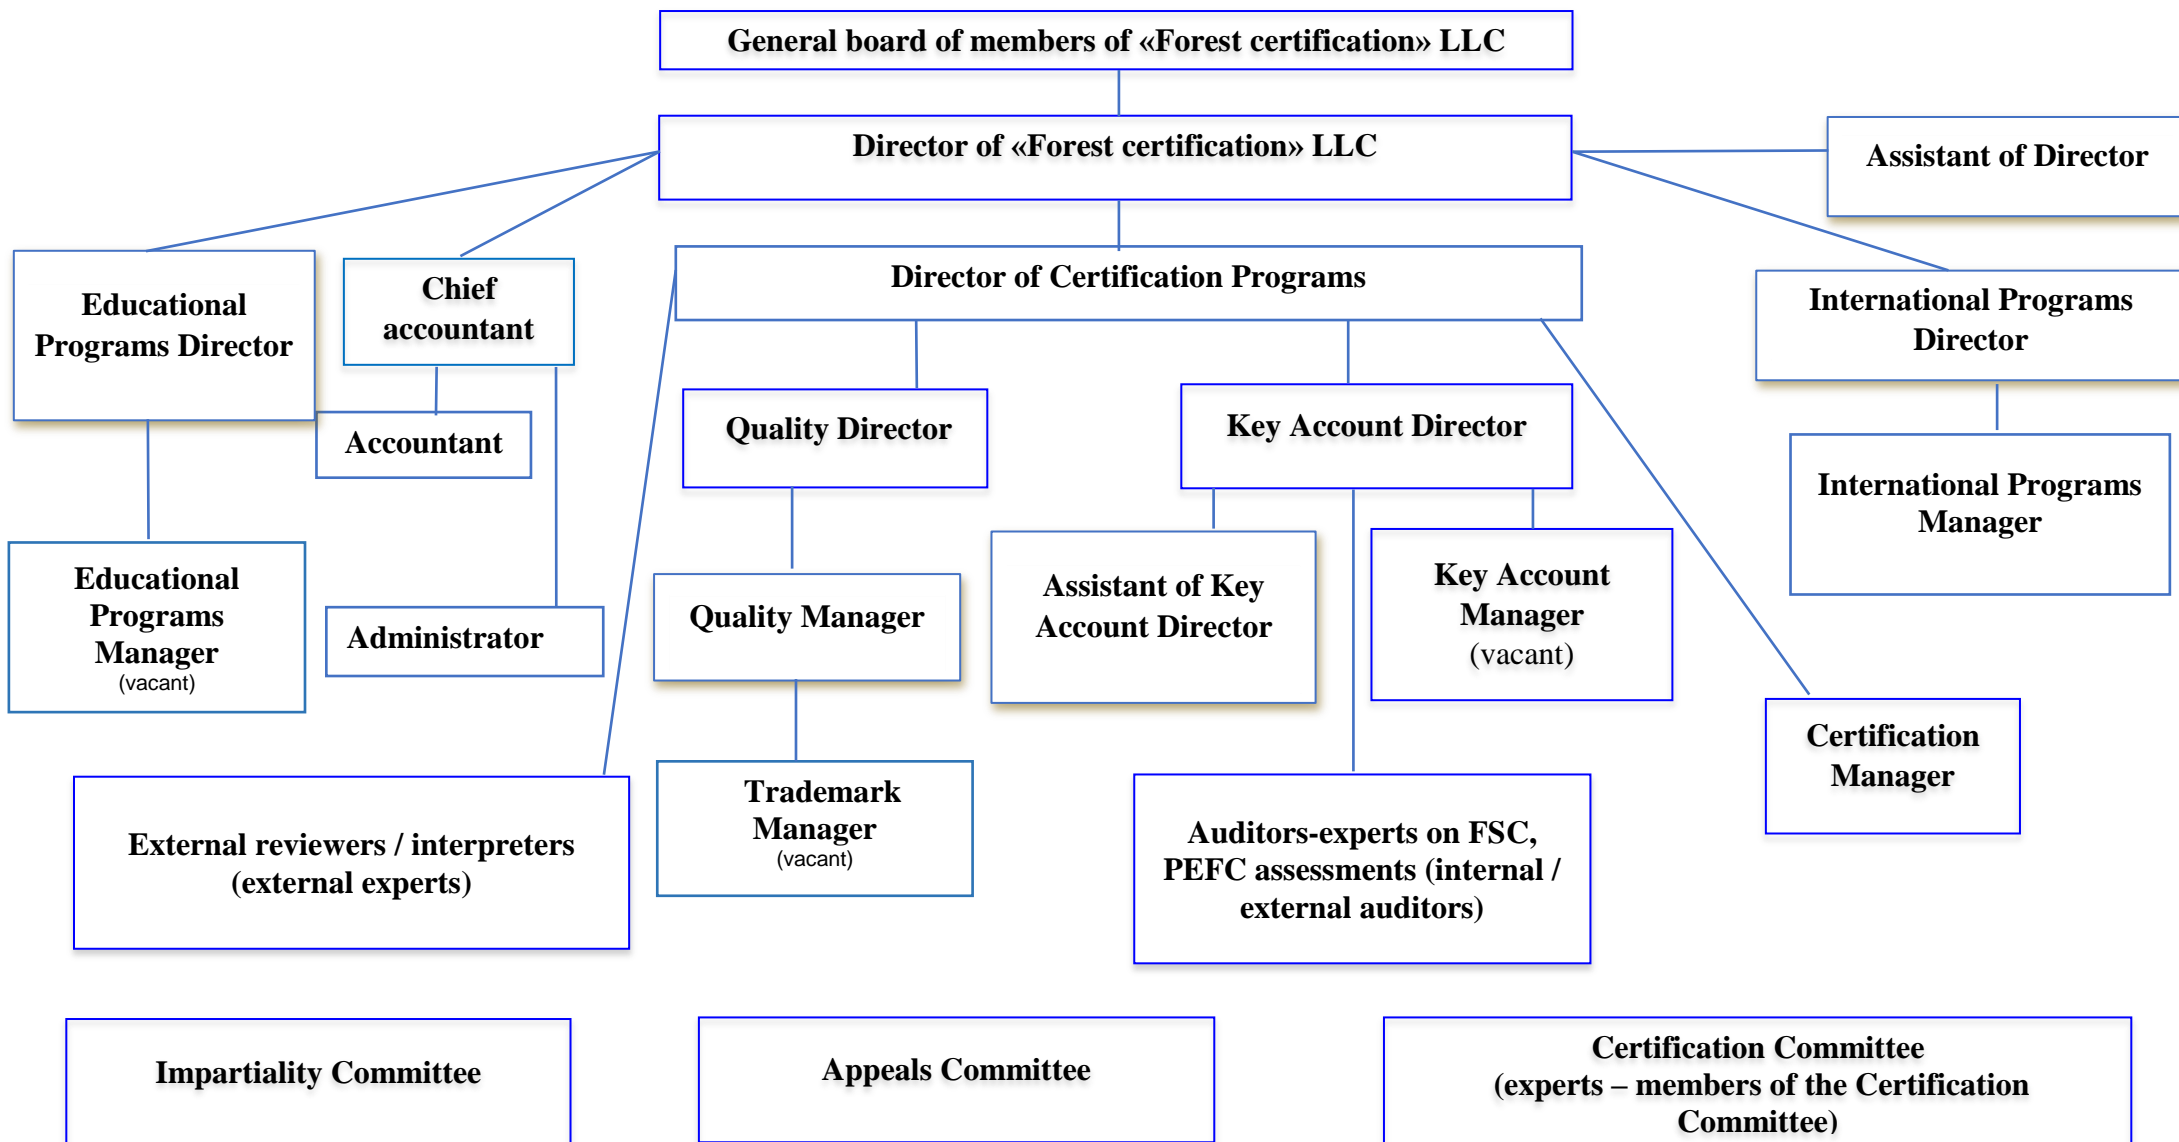 General board of members of «Forest certification» LLC
Director of «Forest certification» LLC
Assistant of Director
Educational
Programs Director
Chief
accountant
Director of Certification Programs
International Programs
Director
Accountant
Quality Director
Key Account Director
International Programs
Manager
Educational
Programs
Manager
(vacant)
Administrator
Quality Manager
Assistant of Key
Account Director
Key Account
Manager
(vacant)
Certification
Manager
External reviewers / interpreters
(external experts)
Trademark
Manager
(vacant)
Auditors-experts on FSC,
PEFC assessments (internal /
external auditors)
Impartiality Committee
Appeals Committee
Certification Committee
(experts – members of the Certification
Committee)